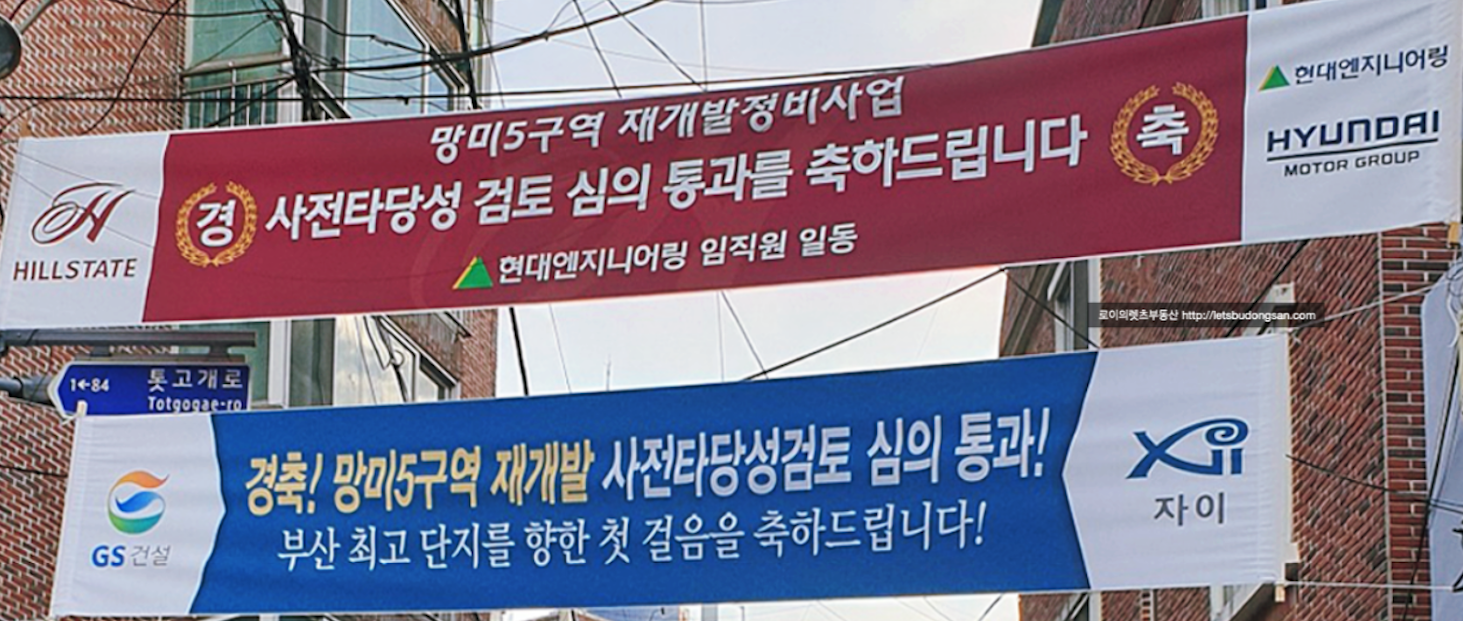 망미5구역 재개발정비사업
경 사전타당성 검토 심의 통과를 축하드립니다 축
현대엔지니어링 임직원 일동
HILLSTATE
현대엔지니어링
HYUNDAI
MOTOR GROUP
로이의렛츠부동산 http://letsbudongsan.com
1←84 톳고개로
Totgogae-ro
경축! 망미5구역 재개발 사전타당성검토 심의 통과!
부산 최고 단지를 향한 첫 걸음을 축하드립니다!
GS건설
Xi
자이